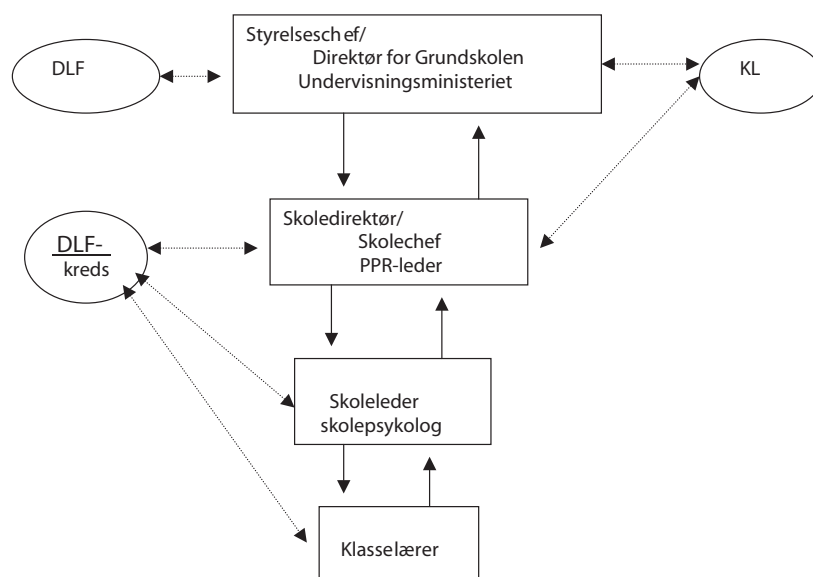 Styrelseschef/
Direktør for Grundskolen
Undervisningsministeriet
DLF
KL
Skoledirektør/
Skolechef
PPR-leder
DLF-
kreds
Skoleleder
skolepsykolog
Klasselærer